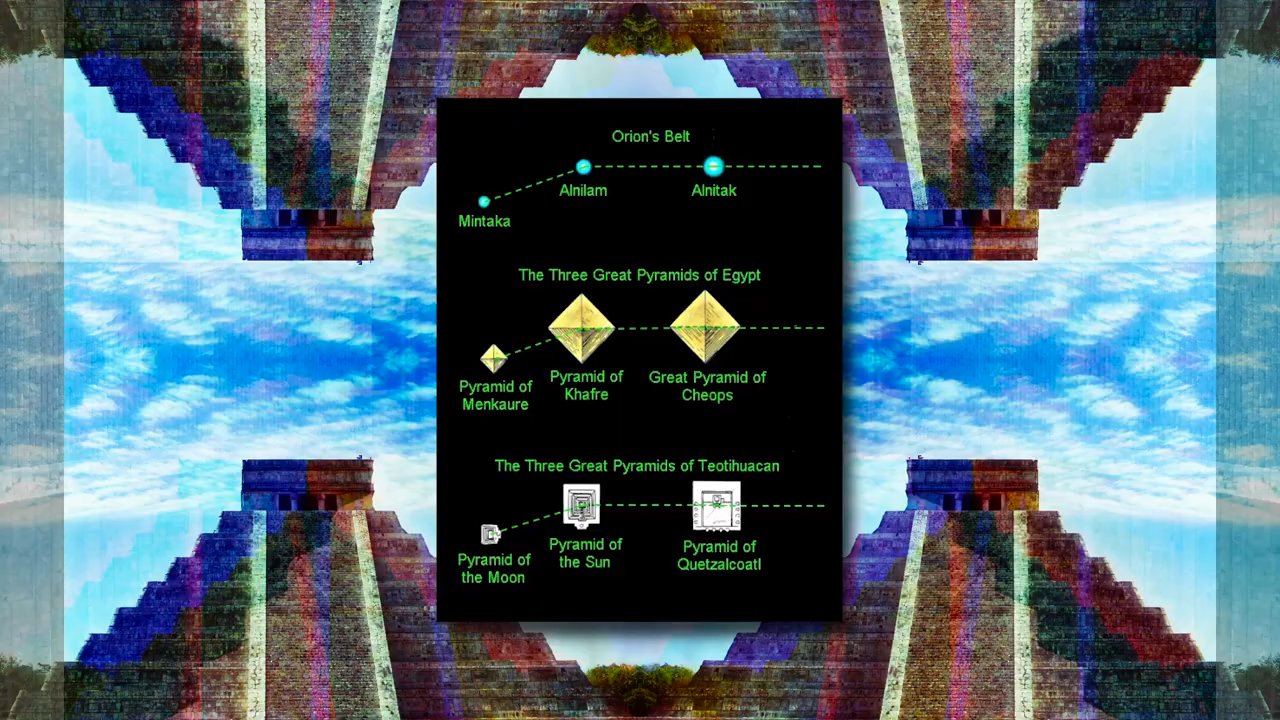 Orion's Belt
Alnilam
Alnitak
Mintaka
The Three Great Pyramids of Egypt
Pyramid of
Menkaure
Pyramid of
Khafre
Great Pyramid of
Cheops
The Three Great Pyramids of Teotihuacan
Pyramid of
the Moon
Pyramid of
the Sun
Pyramid of
Quetzalcoatl